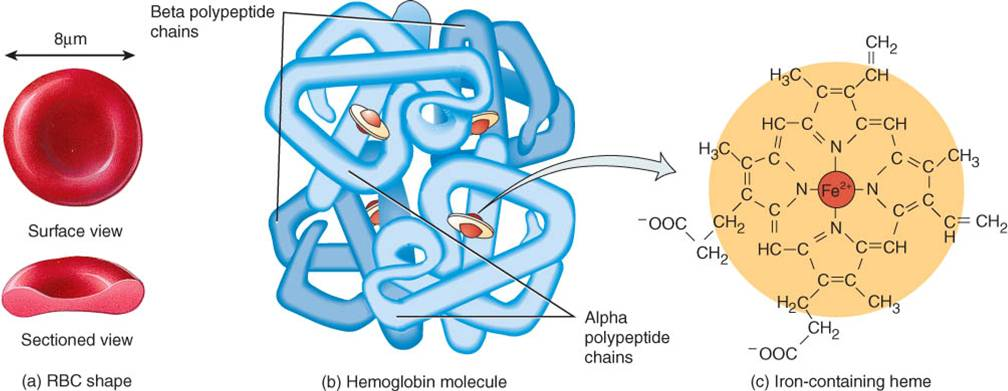 8μm
Surface view
Sectioned view
(a) RBC shape
Beta polypeptide
chains
Alpha
polypeptide
chains
(b) Hemoglobin molecule
CH2
H3C
CH
C=C
HC-C
C=CH
N
H3C
C
C
C
CH3
C
N
Fe2+
N
C
C
C
CH=CH2
-OOC
CH2
CH2
C
N
C
HC=C
C=CH
C=C
H2C
CH3
CH2
-OOC
(c) Iron-containing heme